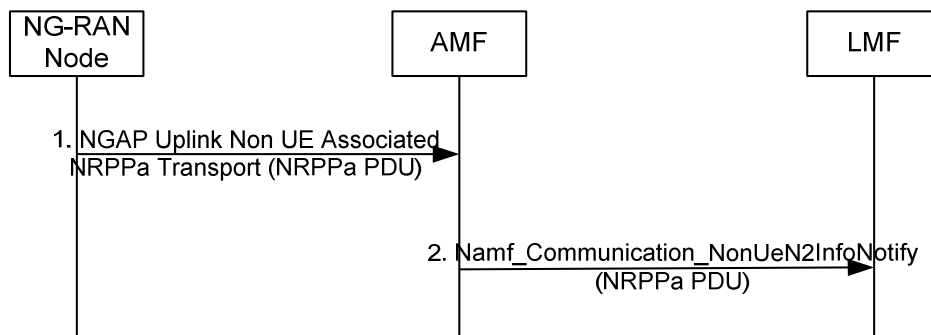 NG-RAN
Node
AMF
LMF
1. NGAP Uplink Non UE Associated
NRPPa Transport (NRPPa PDU)
2. Namf_Communication_NonUeN2InfoNotify
(NRPPa PDU)